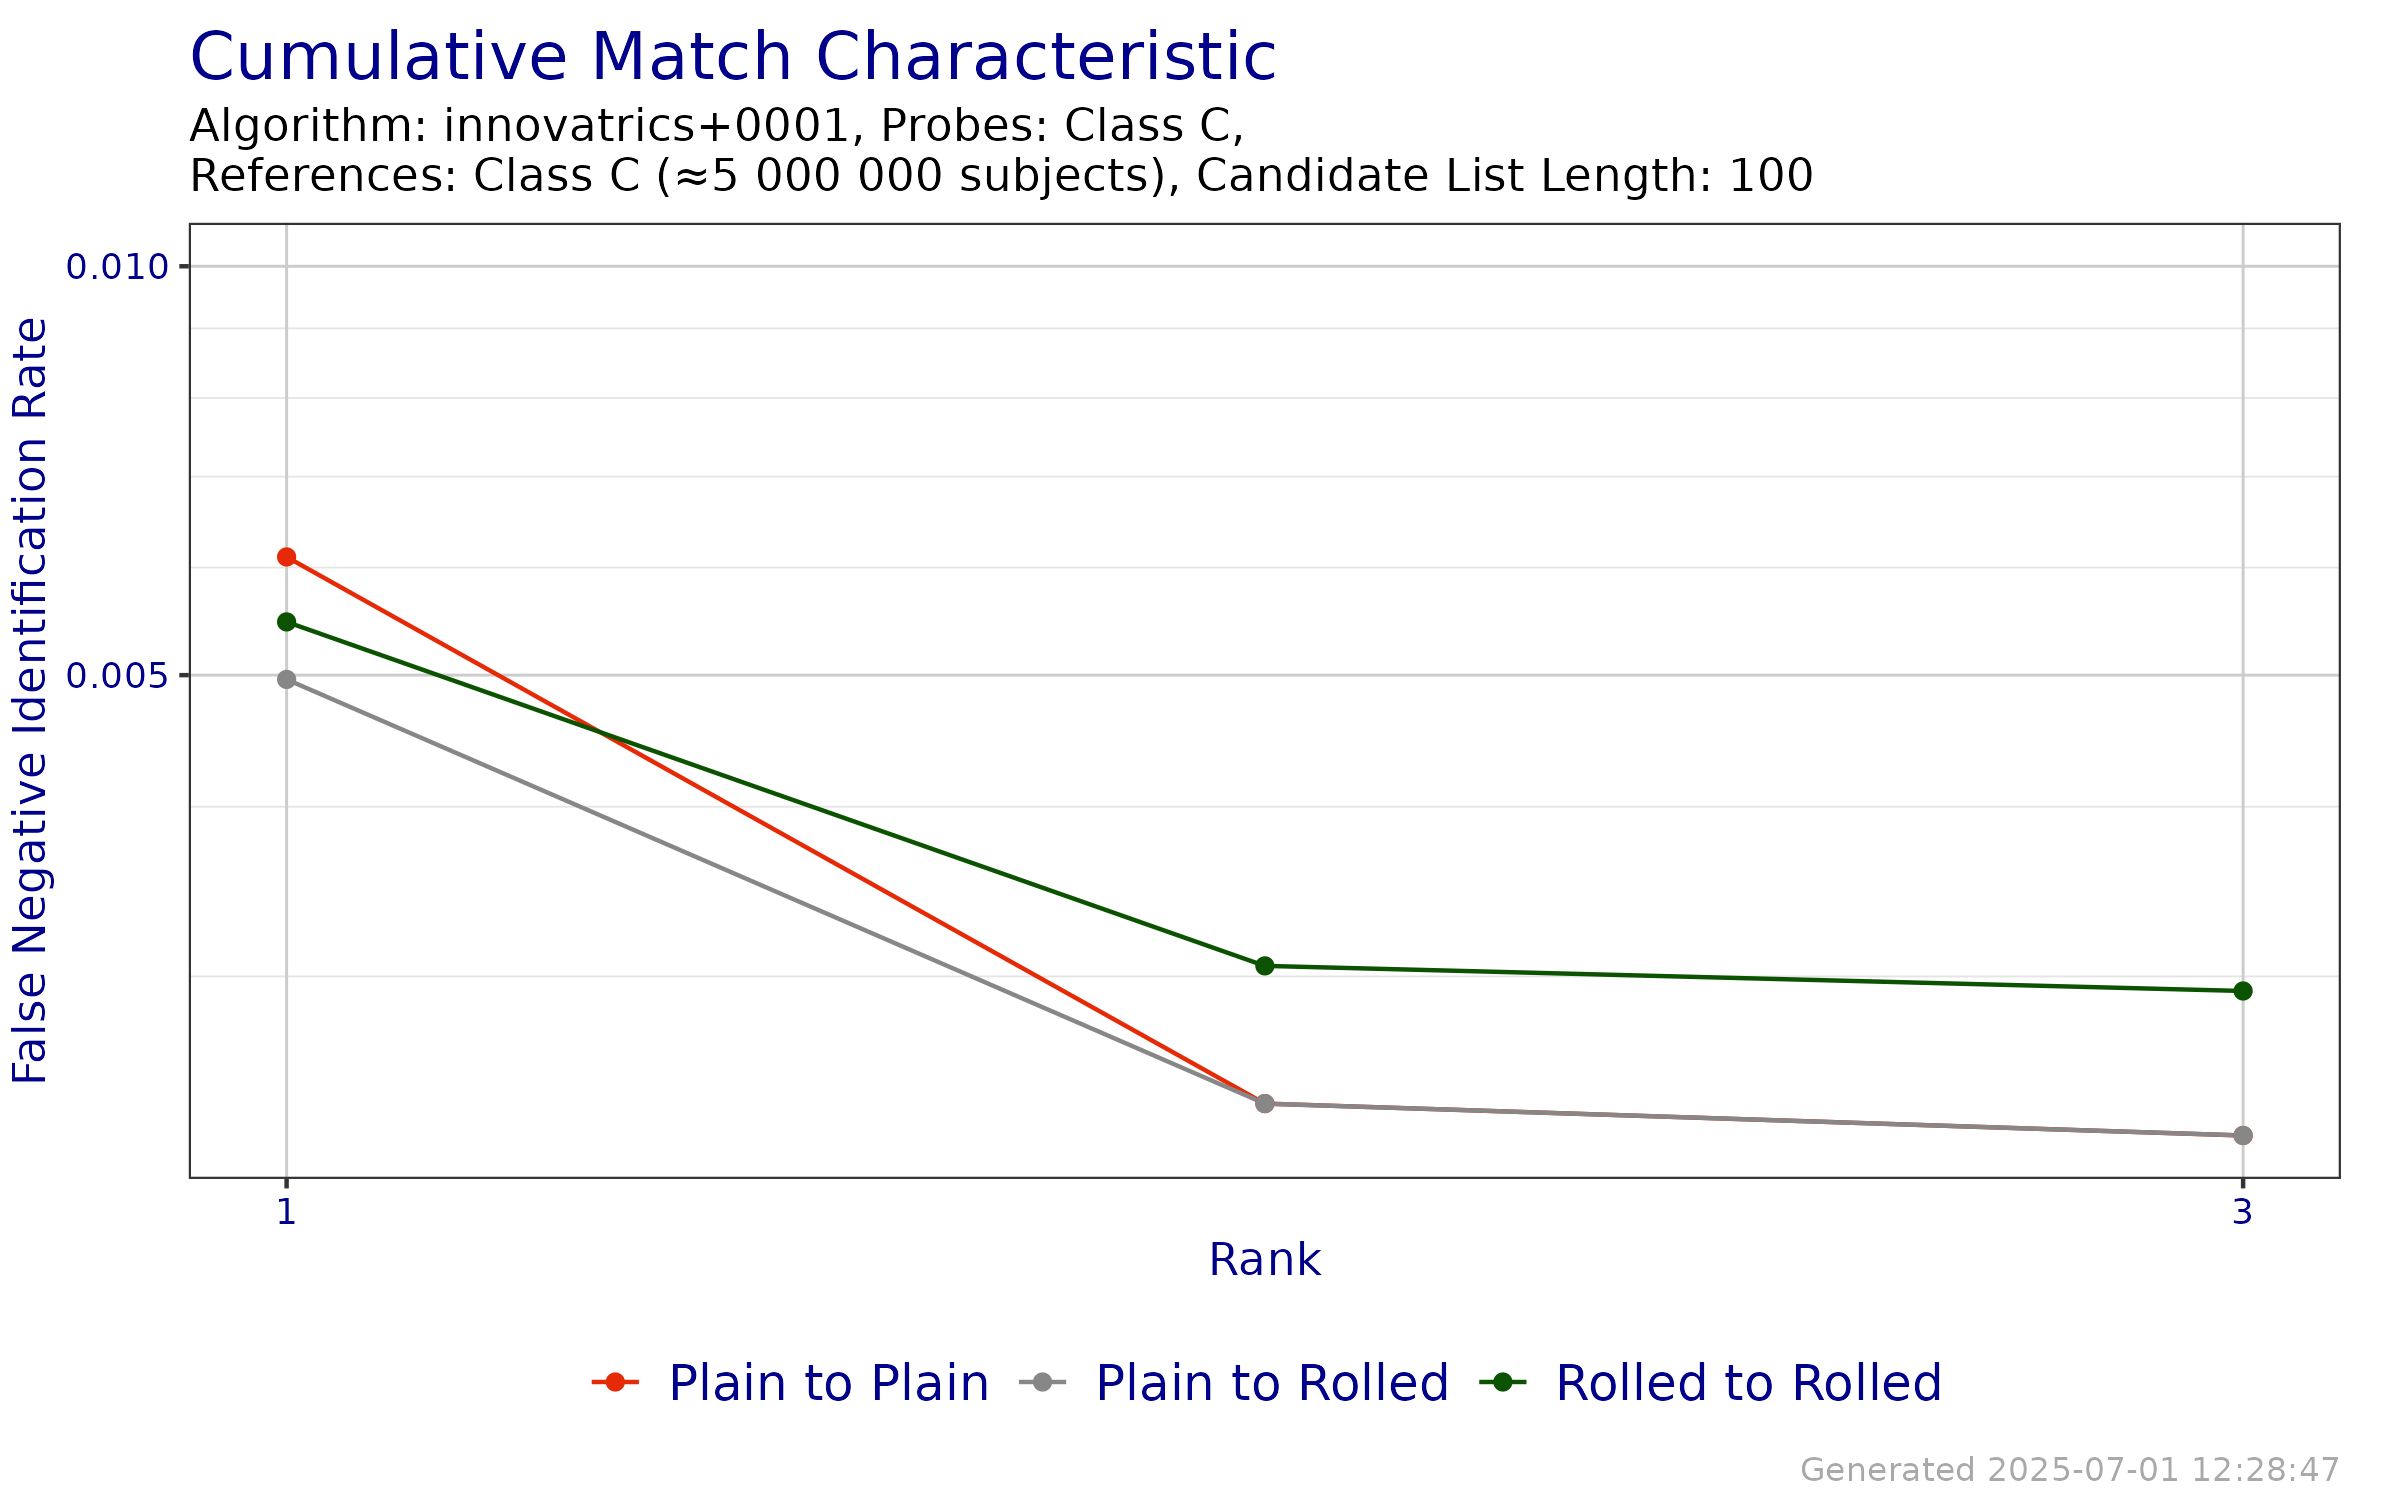 Cumulative Match Characteristic
Algorithm: innovatrics+0001, Probes: Class C,
References: Class C (≈5 000 000 subjects), Candidate List Length: 100
False Negative Identification Rate
0.010
0.005
1
3
Rank
Plain to Plain
Plain to Rolled
Rolled to Rolled
Generated 2025-07-01 12:28:47